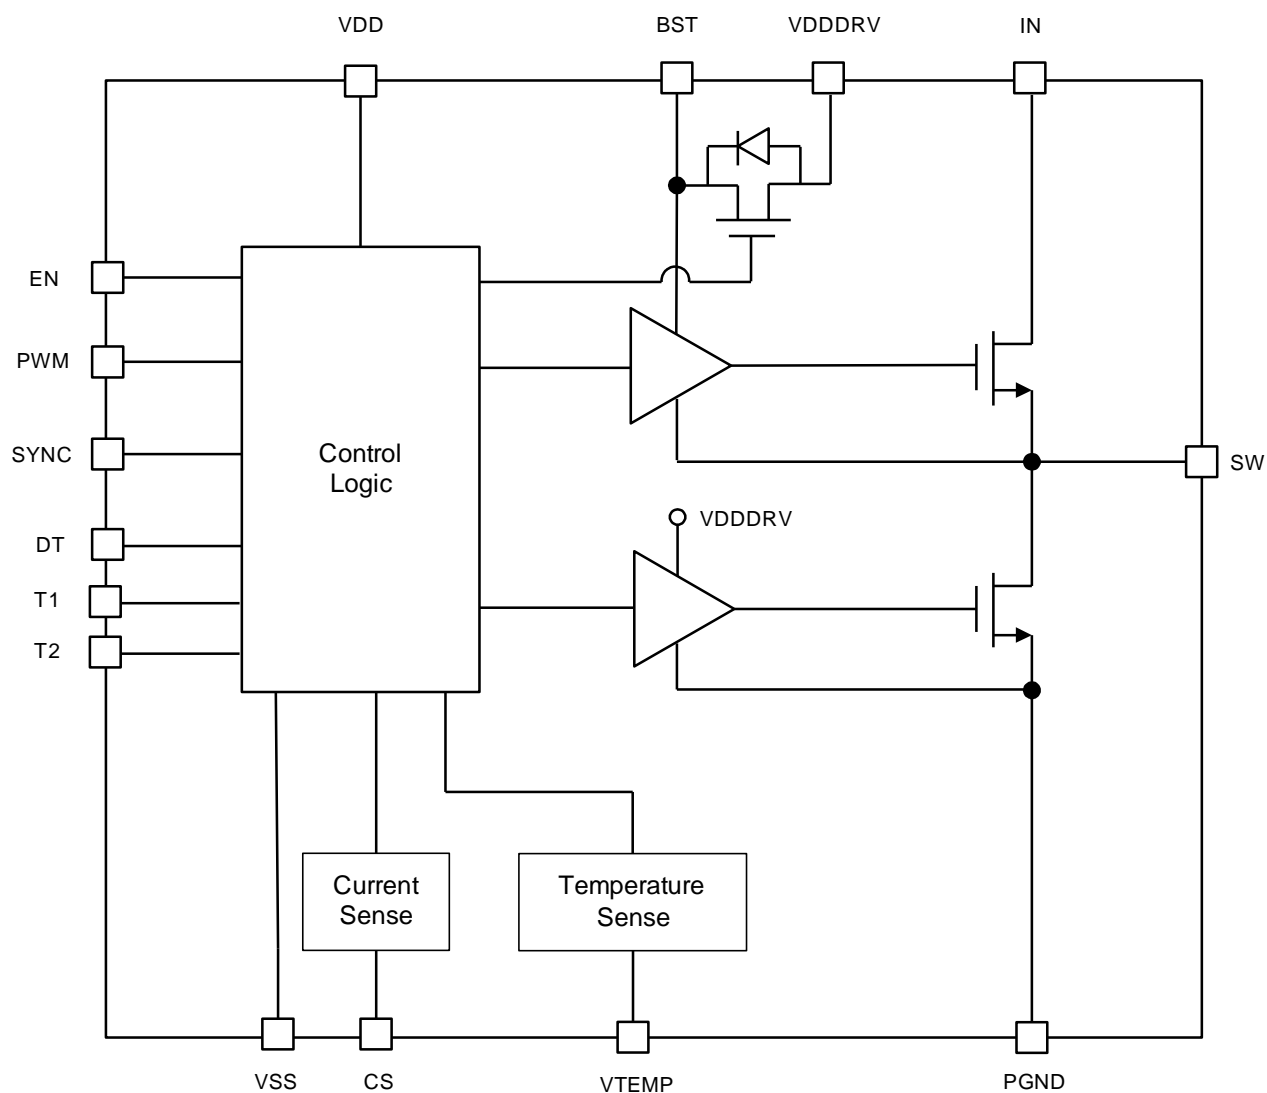 VDD
BST
VDDDRV
IN
EN
PWM
SYNC
DT
T1
T2
Control
Logic
SW
VDDDRV
Current
Sense
Temperature
Sense
VSS
CS
VTEMP
PGND